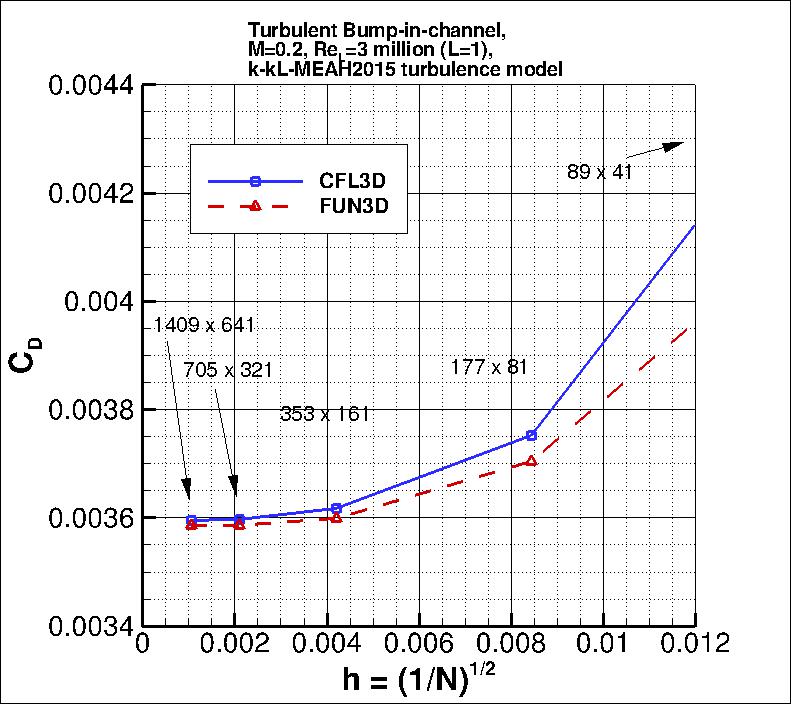 Turbulent Bump-in-channel,
M=0.2, Re_L=3 million (L=1),
k-kL-MEAH2015 turbulence model
0.0044
89 x 41
CFL3D
0.0042
FUN3D
0.004
1409 x 641
C_D
705 x 321
177 x 81
0.0038
353 x 161
0.0036
0.0034
0 0.002 0.004 0.006 0.008 0.01 0.012
h = (1/N)^1/2